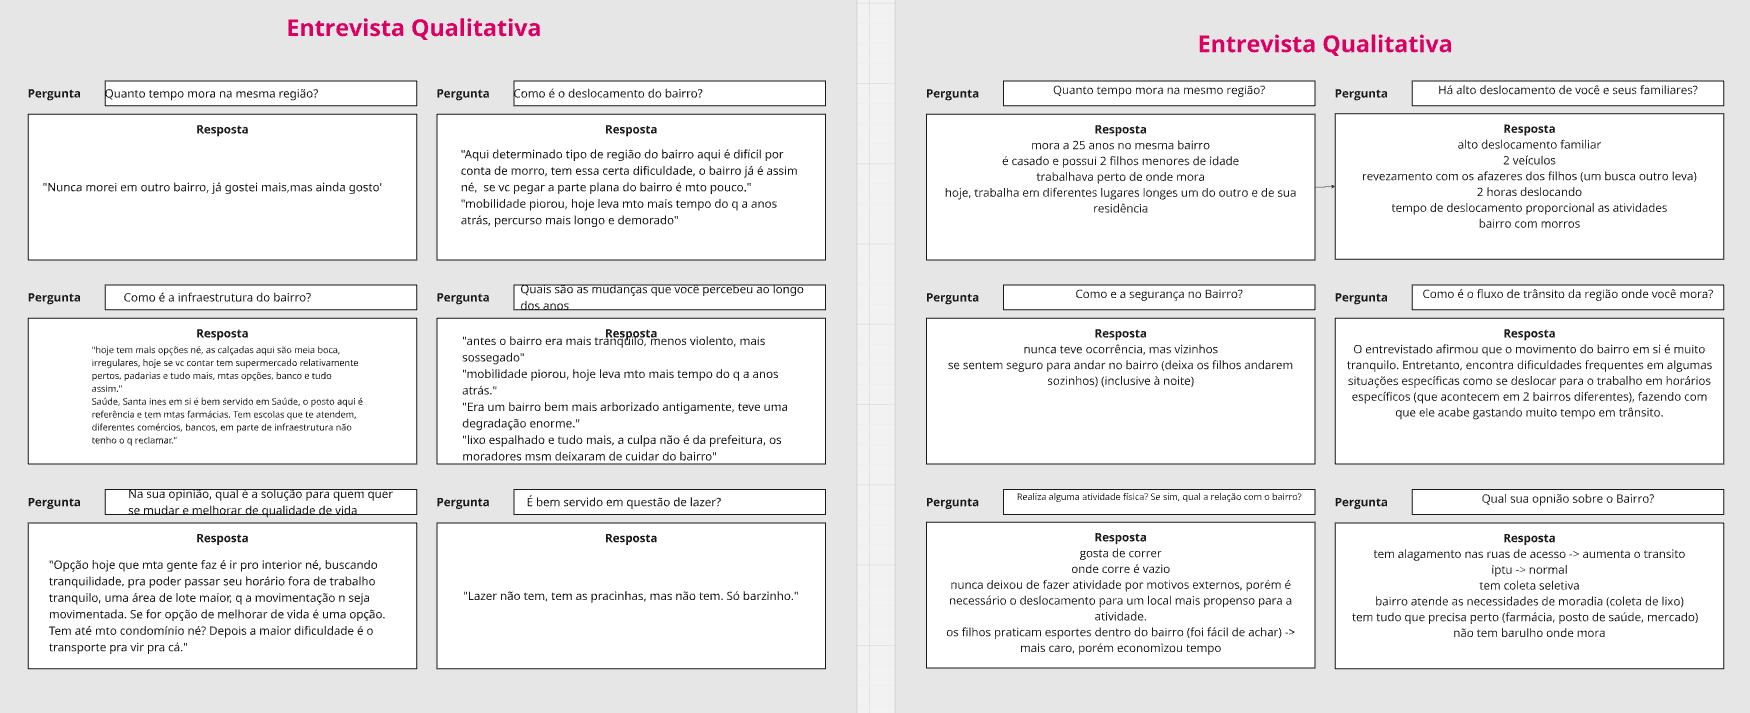 Entrevista Qualitativa
Pergunta
Quanto tempo mora na mesma região?
Resposta
"Nunca morei em outro bairro, já gostei mais,mas ainda gosto'
Pergunta
Como é o deslocamento do bairro?
Resposta
"Aqui determinado tipo de região do bairro aqui é difícil por
conta de morro, tem essa certa dificuldade, o bairro já é assim
né, se vc pegar a parte plana do bairro é mto pouco."
"mobilidade piorou, hoje leva mto mais tempo do q a anos
atrás, percurso mais longo e demorado"
Pergunta
Como é a infraestrutura do bairro?
Resposta
"hoje tem mais opções né, as calçadas aqui são meia boca,
irregulares, hoje se vc contar tem supermercado relativamente
pertos, padarias e tudo mais, mtas opções, banco e tudo
assim."
Saúde, Santa ines em si é bem servido em Saúde, o posto aqui é
referência e tem mtas farmácias. Tem escolas que te atendem,
diferentes comércios, bancos, em parte de infraestrutura não
tenho o q reclamar."
Pergunta
Quais são as mudanças que você percebeu ao longo
dos anos
Resposta
"antes o bairro era mais tranquilo, menos violento, mais
sossegado"
"mobilidade piorou, hoje leva mto mais tempo do q a anos
atrás."
"Era um bairro bem mais arborizado antigamente, teve uma
degradação enorme."
"lixo espalhado e tudo mais, a culpa não é da prefeitura, os
moradores msm deixaram de cuidar do bairro"
Pergunta
Na sua opinião, qual é a solução para quem quer
se mudar e melhorar de qualidade de vida
Resposta
"Opção hoje que mta gente faz é ir pro interior né, buscando
tranquilidade, pra poder passar seu horário fora de trabalho
tranquilo, uma área de lote maior, q a movimentação n seja
movimentada. Se for opção de melhorar de vida é uma opção.
Tem até mto condomínio né? Depois a maior dificuldade é o
transporte pra vir pra cá."
Pergunta
É bem servido em questão de lazer?
Resposta
"Lazer não tem, tem as pracinhas, mas não tem. Só barzinho."
Entrevista Qualitativa
Pergunta
Quanto tempo mora na mesmo região?
Resposta
mora a 25 anos no mesmo bairro
é casado e possui 2 filhos menores de idade
trabalhava perto de onde mora
hoje, trabalha em diferentes lugares longes um do outro e de sua
residência
Pergunta
Há alto deslocamento de você e seus familiares?
Resposta
alto deslocamento familiar
2 veículos
revezamento com os afazeres dos filhos (um busca outro leva)
2 horas deslocando
tempo de deslocamento proporcional as atividades
bairro com morros
Pergunta
Como e a segurança no Bairro?
Resposta
nunca teve ocorrência, mas vizinhos
se sentem seguro para andar no bairro (deixa os filhos andarem
sozinhos) (inclusive à noite)
Pergunta
Como é o fluxo de trânsito da região onde você mora?
Resposta
O entrevistado afirmou que o movimento do bairro em si é muito
tranquilo. Entretanto, encontra dificuldades frequentes em algumas
situações específicas como se deslocar para o trabalho em horários
específicos (que acontecem em 2 bairros diferentes), fazendo com
que ele acabe gastando muito tempo em trânsito.
Pergunta
Realiza alguma atividade física? Se sim, qual a relação com o bairro?
Resposta
gosta de correr
onde corre é vazio
nunca deixou de fazer atividade por motivos externos, porém é
necessário o deslocamento para um local mais propenso para a
atividade.
os filhos praticam esportes dentro do bairro (foi fácil de achar) ->
mais caro, porém economizou tempo
Pergunta
Qual sua opnião sobre o Bairro?
Resposta
tem alagamento nas ruas de acesso -> aumenta o transito
iptu -> normal
tem coleta seletiva
bairro atende as necessidades de moradia (coleta de lixo)
tem tudo que precisa perto (farmácia, posto de saúde, mercado)
não tem barulho onde mora